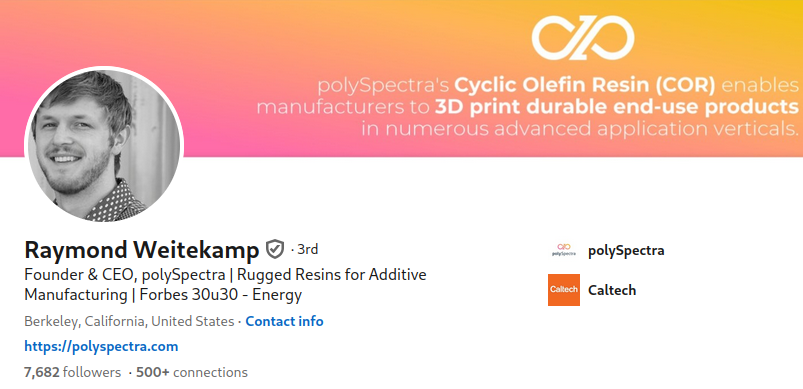 polySpectra's Cyclic Olefin Resin (COR) enables
manufacturers to 3D print durable end-use products
in numerous advanced application verticals.
Raymond Weitekamp · 3rd
Founder & CEO, polySpectra | Rugged Resins for Additive
Manufacturing | Forbes 30u30 - Energy
Berkeley, California, United States · Contact info
https://polyspectra.com
7,682 followers · 500+ connections
polySpectra
polySpectra
Caltech
Caltech